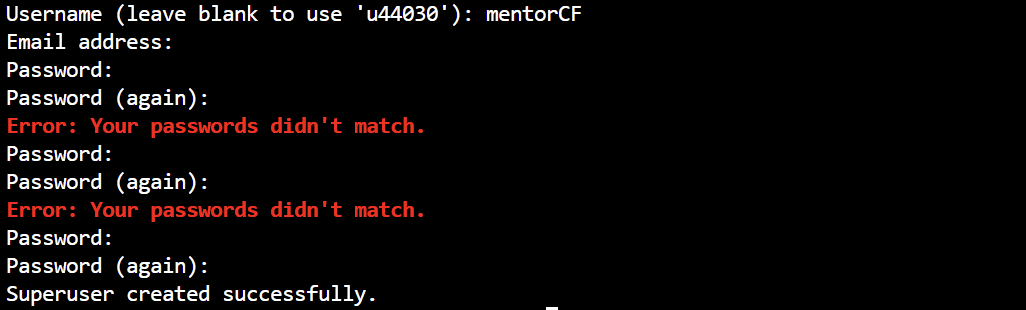 Username (leave blank to use 'u44030'): mentorCF
Email address:
Password:
Password (again):
Error: Your passwords didn't match.
Password:
Password (again):
Error: Your passwords didn't match.
Password:
Password (again):
Superuser created successfully.